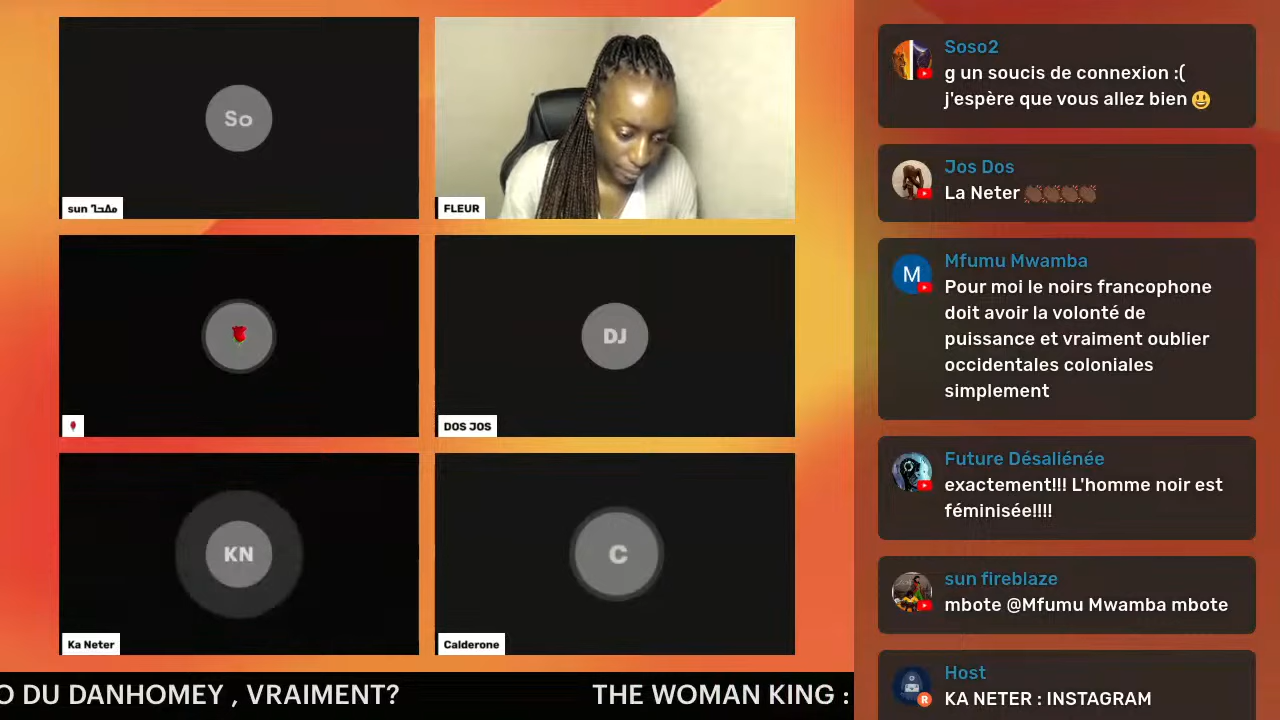 So
sun
FLEUR
DJ
DOS JOS
KN
Ka Neter
C
Calderone
O DU DANHOMEY , VRAIMENT?
THE WOMAN KING :
Soso2
g un soucis de connexion :(
j'espère que vous allez bien 😃
Jos Dos
La Neter 👏🏿👏🏿👏🏿👏🏿
M
Mfumu Mwamba
Pour moi le noirs francophone
doit avoir la volonté de
puissance et vraiment oublier
occidentales coloniales
simplement
Future Désaliénée
exactement!!! L'homme noir est
féminisée!!!!
sun fireblaze
mbote @Mfumu Mwamba mbote
Host
KA NETER : INSTAGRAM